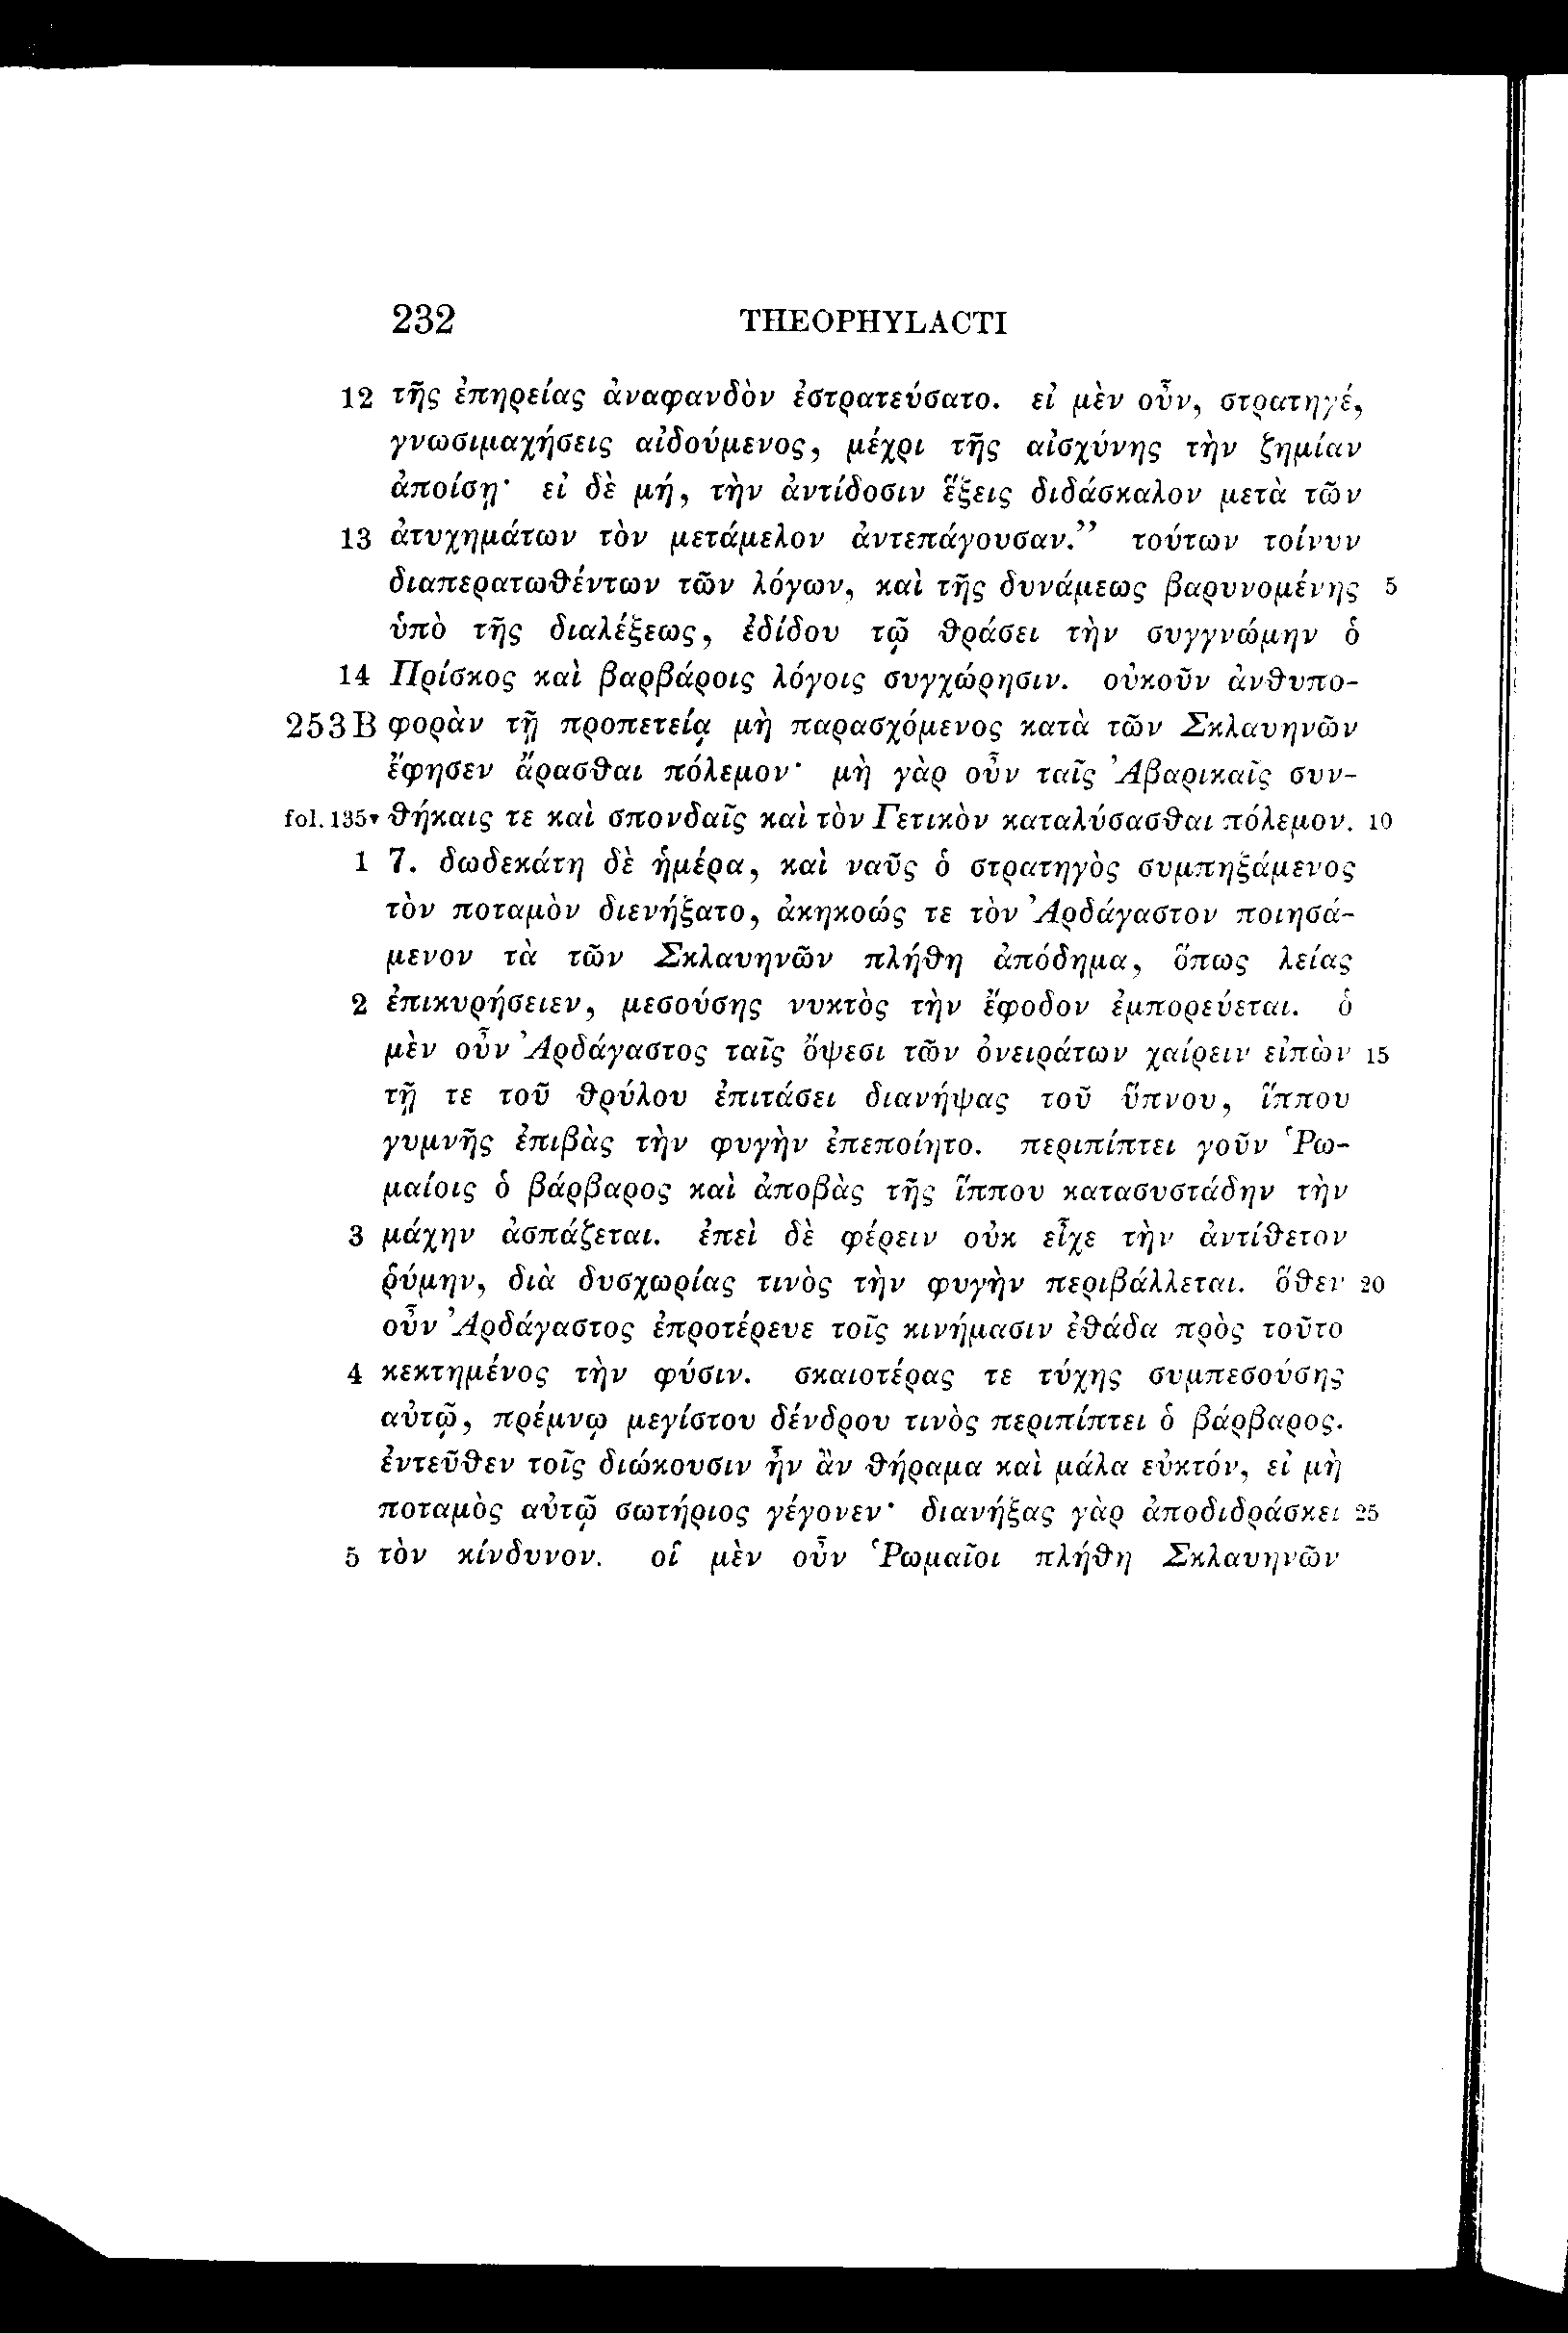 232 THEOPHYLACTI
12 τῆς ἐπηρείας ἀναφανδὸν ἐστρατεύσατο. εἰ μὲν οὖν, στρατηγέ,
γνωσιμαχήσεις αἰδούμενος, μέχρι τῆς αἰσχύνης τὴν ζημίαν
ἀποίσῃ· εἰ δὲ μή, τὴν ἀντίδοσιν ἕξεις διδάσκαλον μετὰ τῶν
13 ἀτυχημάτων τὸν μετάμελον ἀντεπάγουσαν.” τούτων τοίνυν
διαπερατωθέντων τῶν λόγων, καὶ τῆς δυνάμεως βαρυνομένης 5
ὑπὸ τῆς διαλέξεως, ἐδίδου τῷ θράσει τὴν συγγνώμην ὁ
14 Πρίσκος καὶ βαρβάροις λόγοις συγχώρησιν. οὐκοῦν ἀνθυπο-
253B φορὰν τῇ προπετείᾳ μὴ παρασχόμενος κατὰ τῶν Σκλαυηνῶν
ἔφησεν ἄρασθαι πόλεμον· μὴ γὰρ οὖν ταῖς Ἀβαρικαῖς συν-
fol. 135v θήκαις τε καὶ σπονδαῖς καὶ τὸν Γετικὸν καταλύσασθαι πόλεμον. 10
1 7. δωδεκάτη δὲ ἡμέρα, καὶ ναῦς ὁ στρατηγὸς συμπηξάμενος
τὸν ποταμὸν διενήξατο, ἀκηκοώς τε τὸν Ἀρδάγαστον ποιησά-
μενον τὰ τῶν Σκλαυηνῶν πλήθη ἀπόδημα, ὅπως λείας
2 ἐπικυρήσειεν, μεσούσης νυκτὸς τὴν ἔφοδον ἐμπορεύεται. ὁ
μὲν οὖν Ἀρδάγαστος ταῖς ὄψεσι τῶν ὀνειράτων χαίρειν εἰπὼν 15
τῇ τε τοῦ θρύλου ἐπιτάσει διανήψας τοῦ ὕπνου, ἵππου
γυμνῆς ἐπιβὰς τὴν φυγὴν ἐπεποίητο. περιπίπτει γοῦν Ῥω-
μαίοις ὁ βάρβαρος καὶ ἀποβὰς τῆς ἵππου κατασυστάδην τὴν
3 μάχην ἀσπάζεται. ἐπεὶ δὲ φέρειν οὐκ εἶχε τὴν ἀντίθετον
ῥύμην, διὰ δυσχωρίας τινὸς τὴν φυγὴν περιβάλλεται. ὅθεν 20
οὖν Ἀρδάγαστος ἐπροτέρευε τοῖς κινήμασιν ἐθάδα πρὸς τοῦτο
4 κεκτημένος τὴν φύσιν. σκαιοτέρας τε τύχης συμπεσούσης
αὐτῷ, πρέμνῳ μεγίστου δένδρου τινὸς περιπίπτει ὁ βάρβαρος.
ἐντεῦθεν τοῖς διώκουσιν ἦν ἂν θήραμα καὶ μάλα εὐκτόν, εἰ μὴ
ποταμὸς αὐτῷ σωτήριος γέγονεν· διανήξας γὰρ ἀποδιδράσκει 25
5 τὸν κίνδυνον. οἱ μὲν οὖν Ῥωμαῖοι πλήθη Σκλαυηνῶν